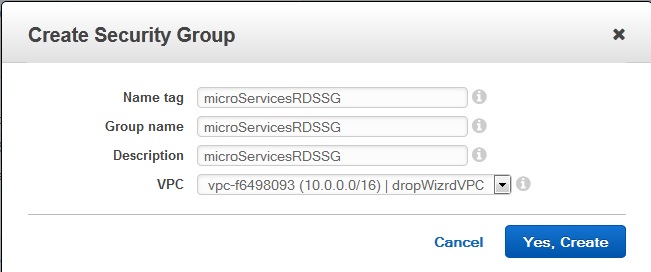 Create Security Group
Name tag microServicesRDSSG
Group name microServicesRDSSG
Description microServicesRDSSG
VPC vpc-f6498093 (10.0.0.0/16) | dropWizrdVPC
Cancel Yes, Create